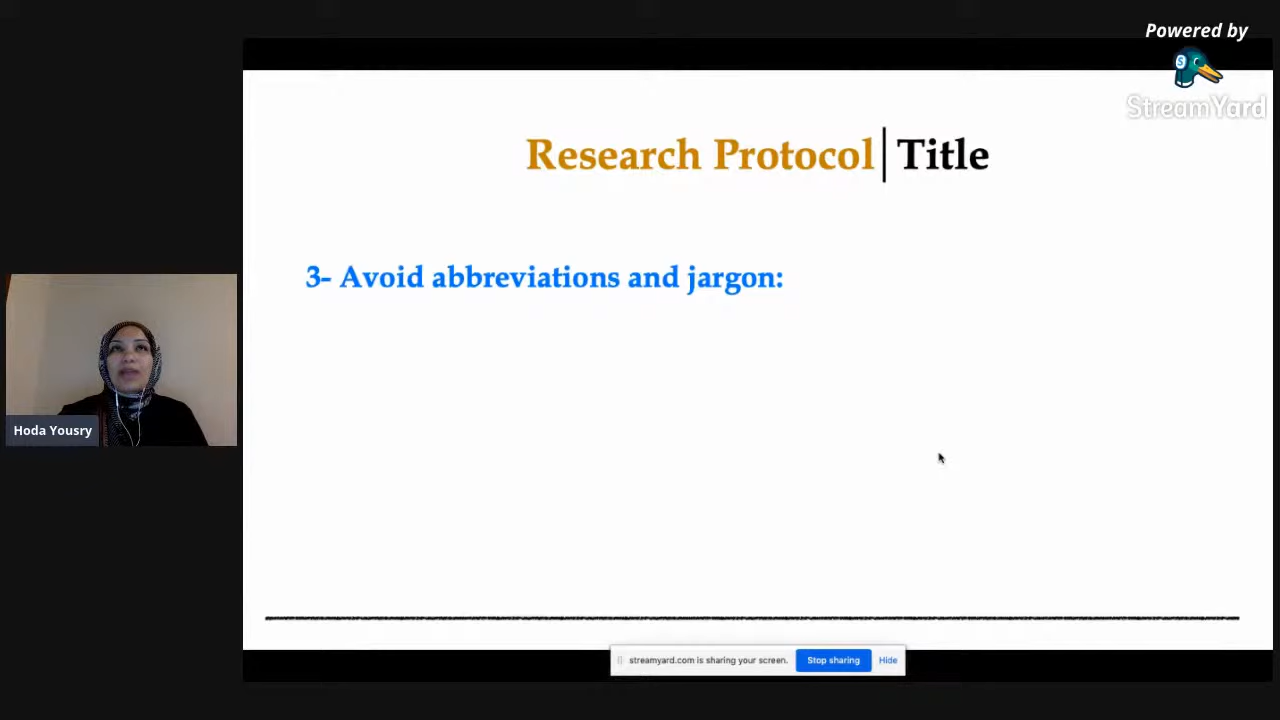 Powered by
StreamYard
Research Protocol| Title
3- Avoid abbreviations and jargon:
Hoda Yousry
streamyard.com is sharing your screen. Stop sharing Hide